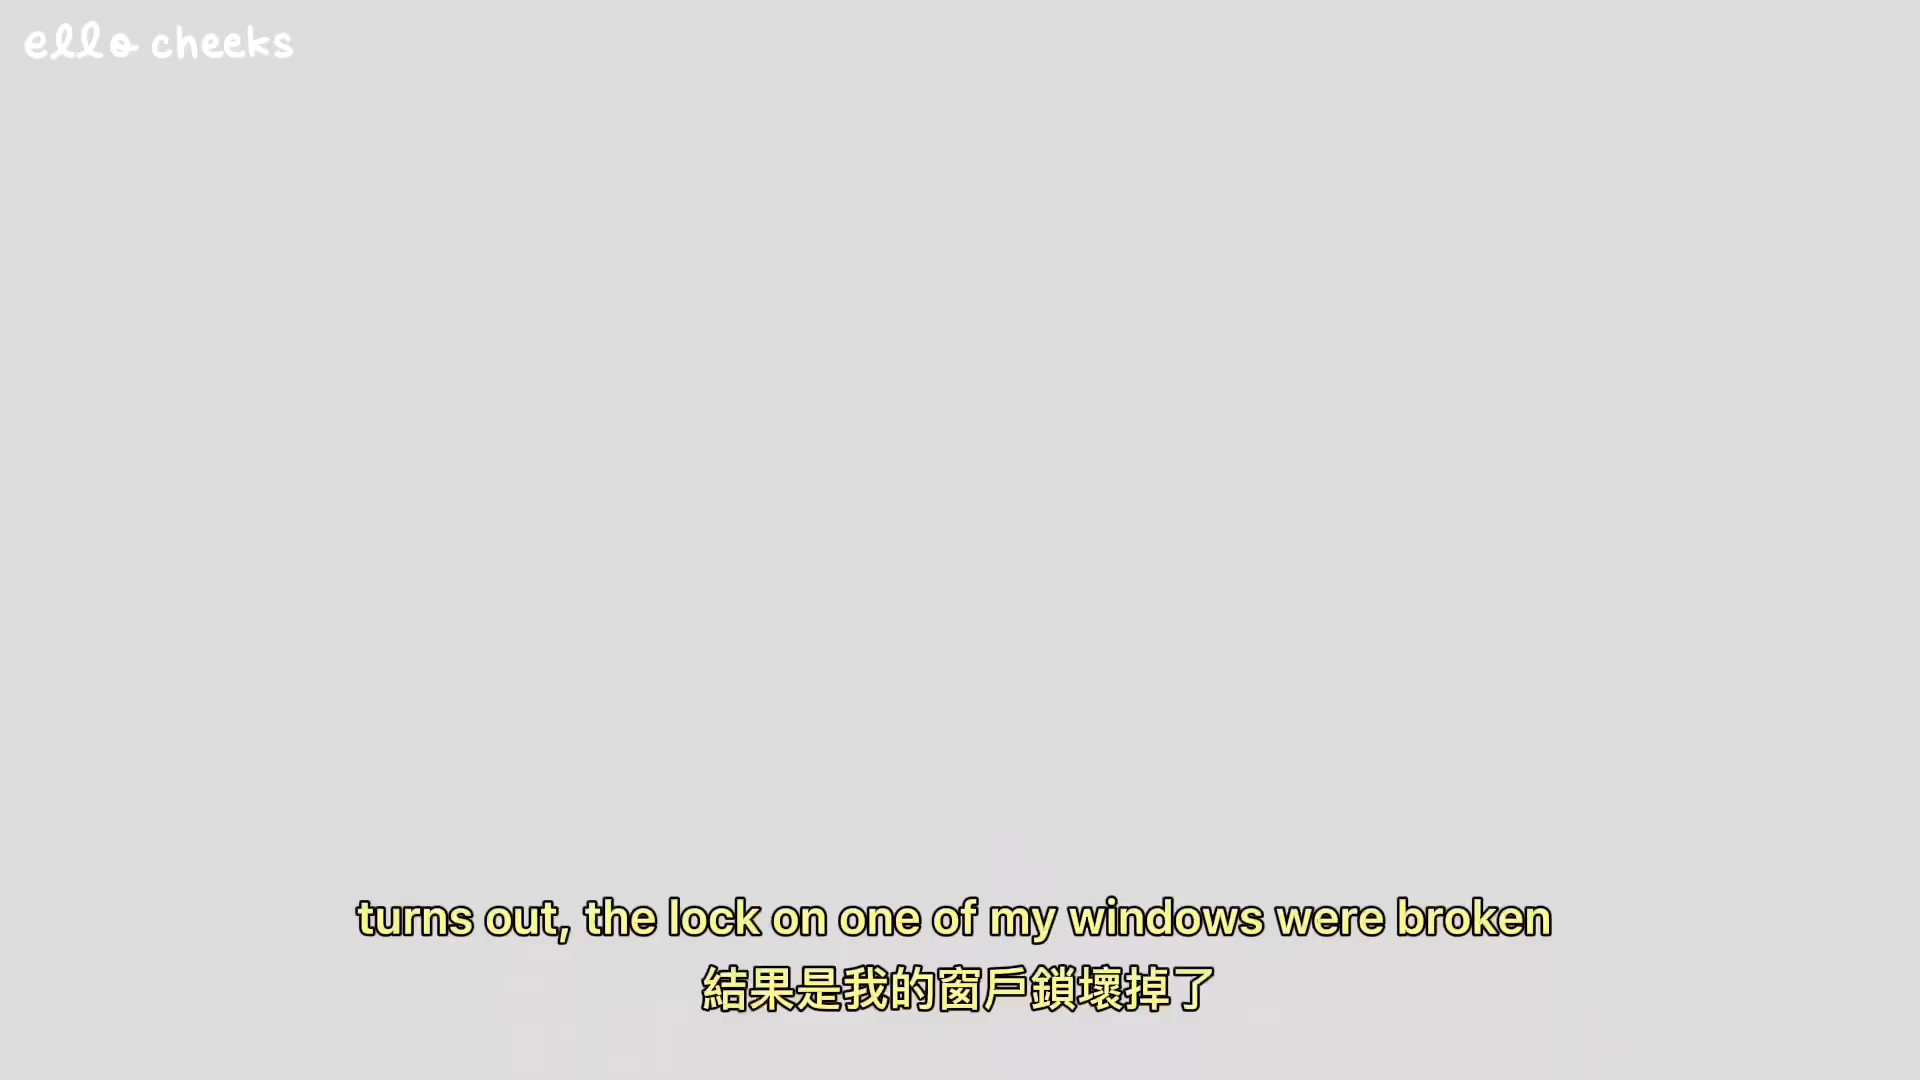 ello cheeks
turns out, the lock on one of my windows were broken
結果是我的窗戶鎖壞掉了